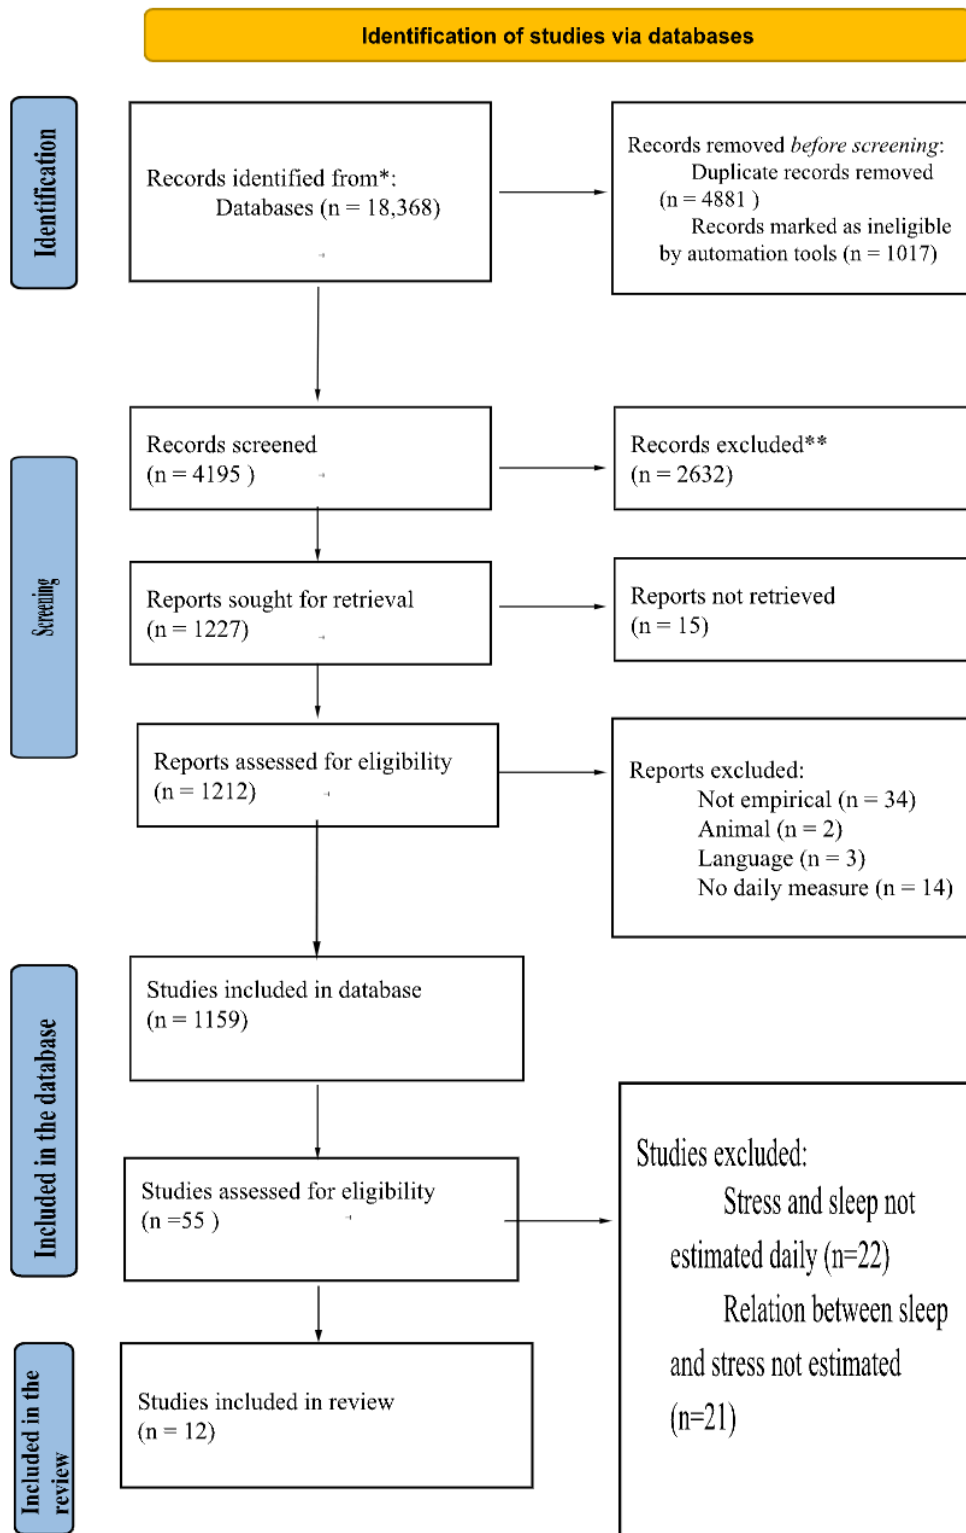 Identification of studies via databases
Identification
Records identified from*:
Databases (n = 18,368)
Records removed before screening:
Duplicate records removed
(n = 4881 )
Records marked as ineligible
by automation tools (n = 1017)
Screening
Records screened
(n = 4195 )
Records excluded**
(n = 2632)
Reports sought for retrieval
(n = 1227)
Reports not retrieved
(n = 15)
Reports assessed for eligibility
(n = 1212)
Reports excluded:
Not empirical (n = 34)
Animal (n = 2)
Language (n = 3)
No daily measure (n = 14)
Included in the database
Studies included in database
(n = 1159)
Studies assessed for eligibility
(n =55 )
Studies excluded:
Stress and sleep not
estimated daily (n=22)
Relation between sleep
and stress not estimated
(n=21)
Included in the
review
Studies included in review
(n = 12)